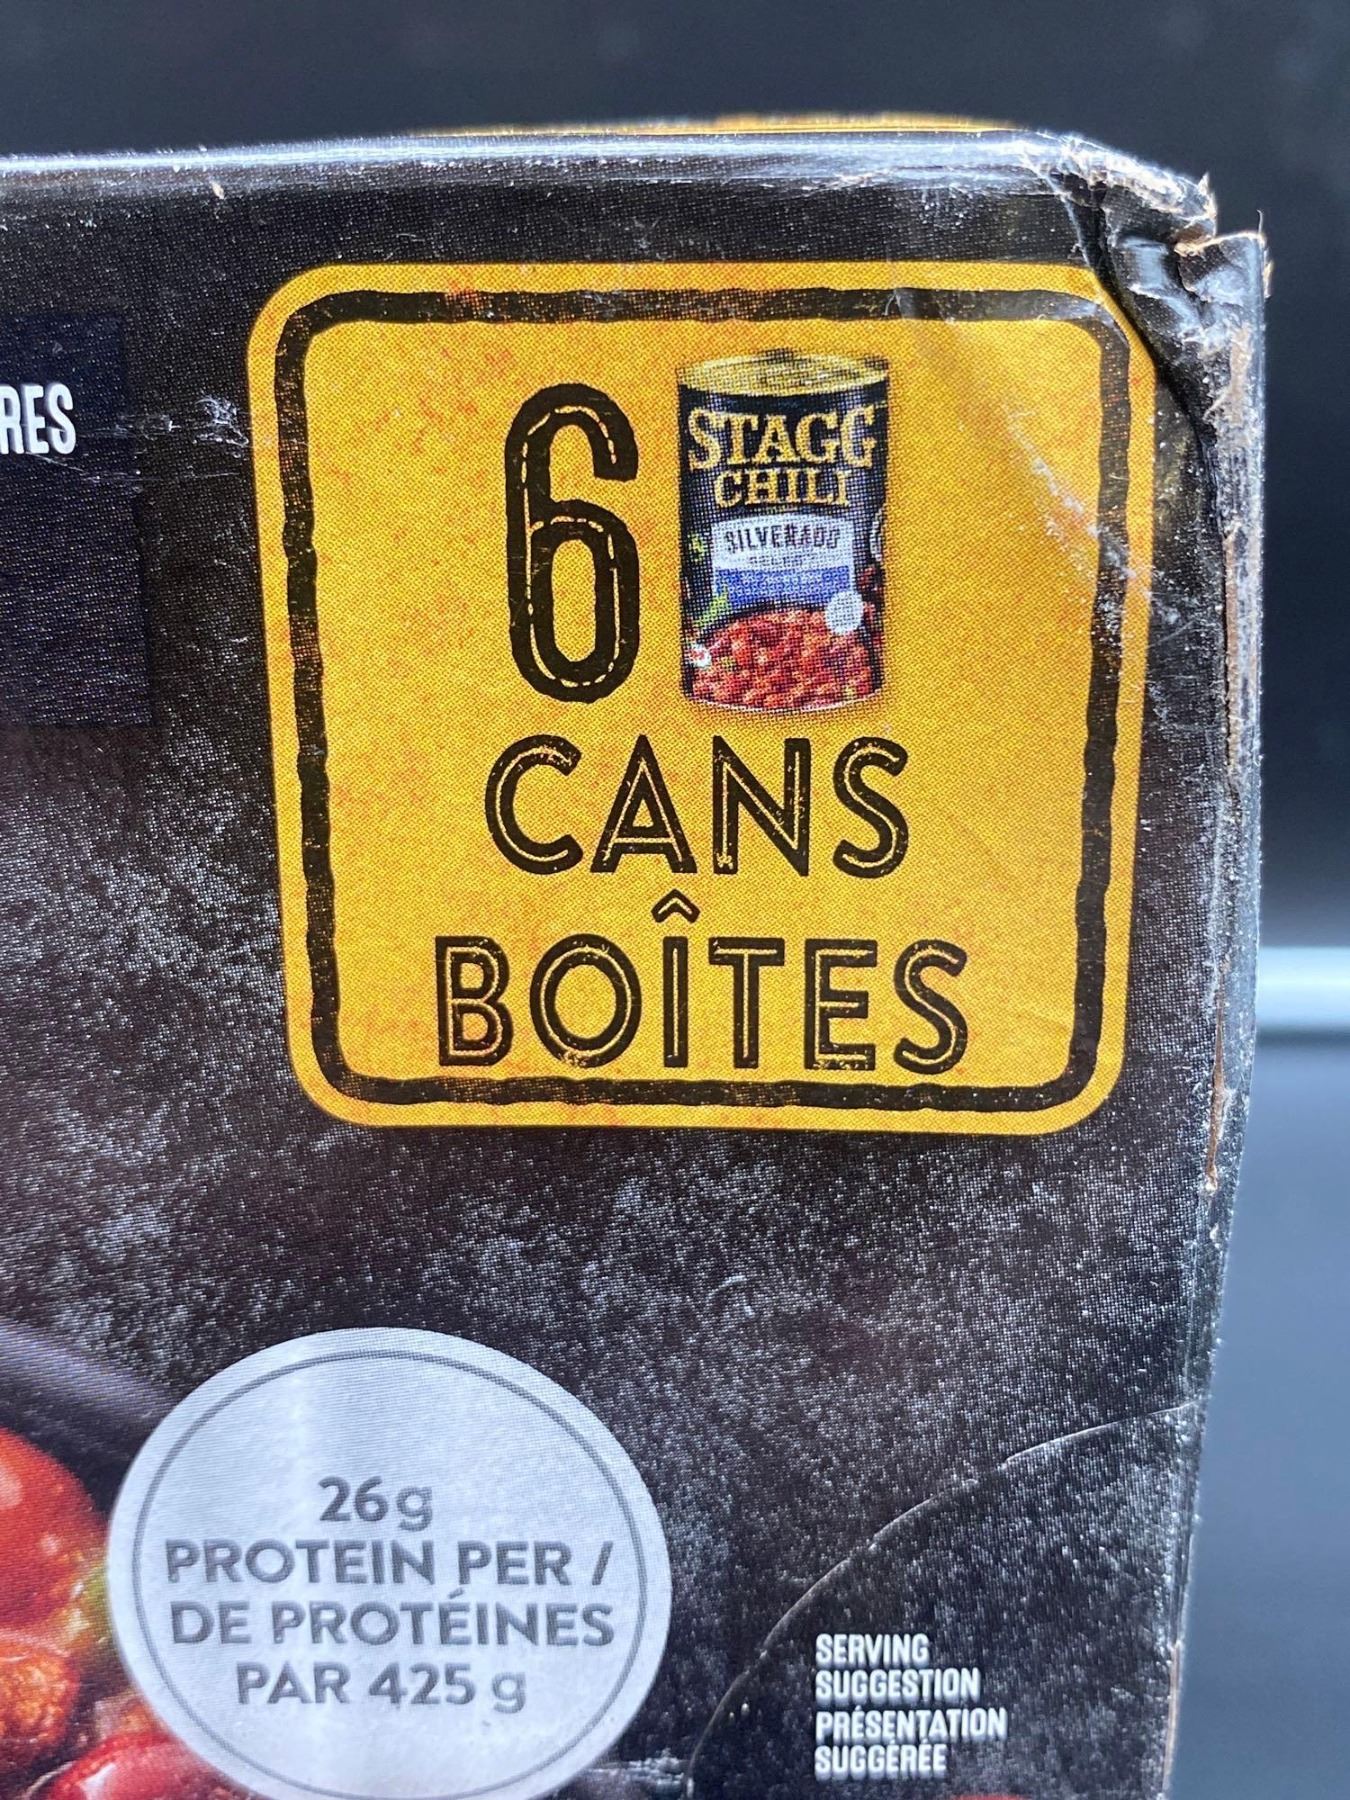 RES
6
STAGG
CHILI
SILVERADO
CANS
BOÎTES
26g
PROTEIN PER /
DE PROTÉINES
PAR 425 g
SERVING
SUGGESTION
PRÉSENTATION
SUGGÉRÉE